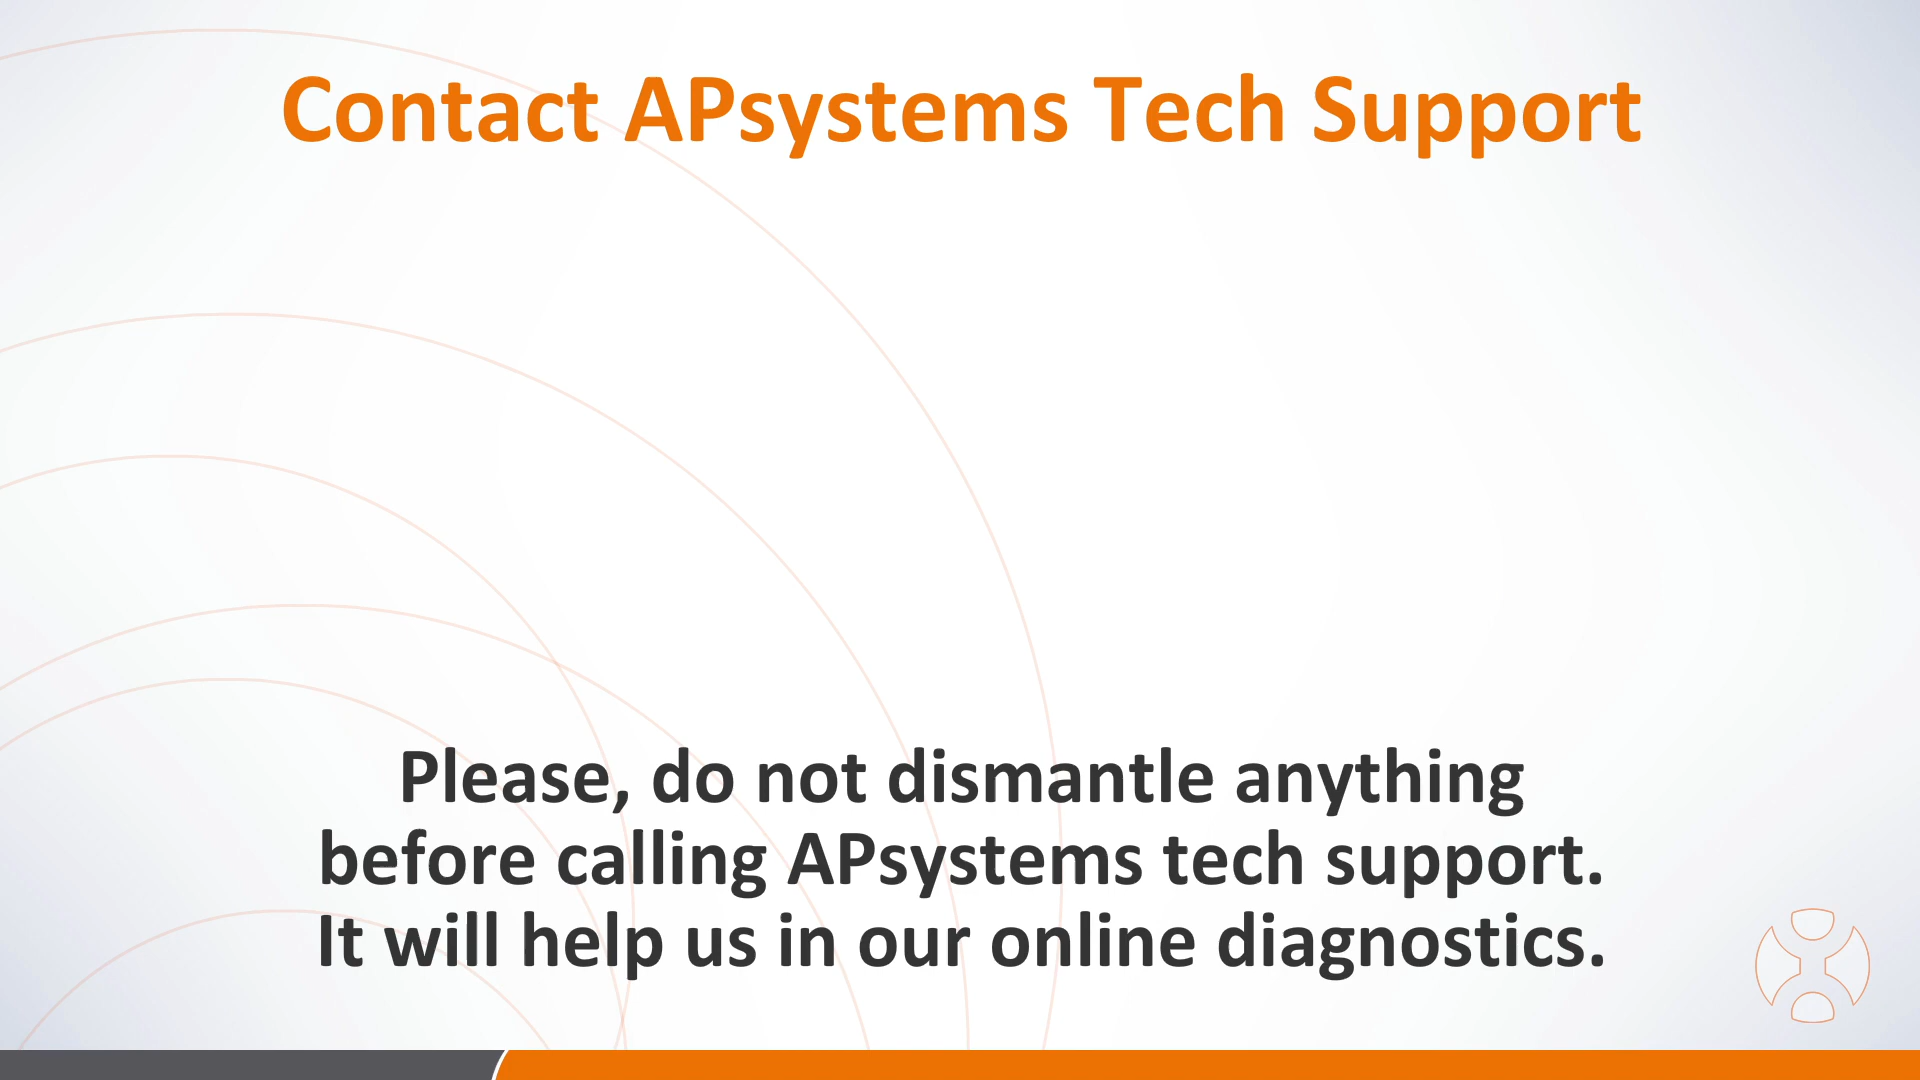 Contact APsystems Tech Support
Please, do not dismantle anything
before calling APsystems tech support.
It will help us in our online diagnostics.